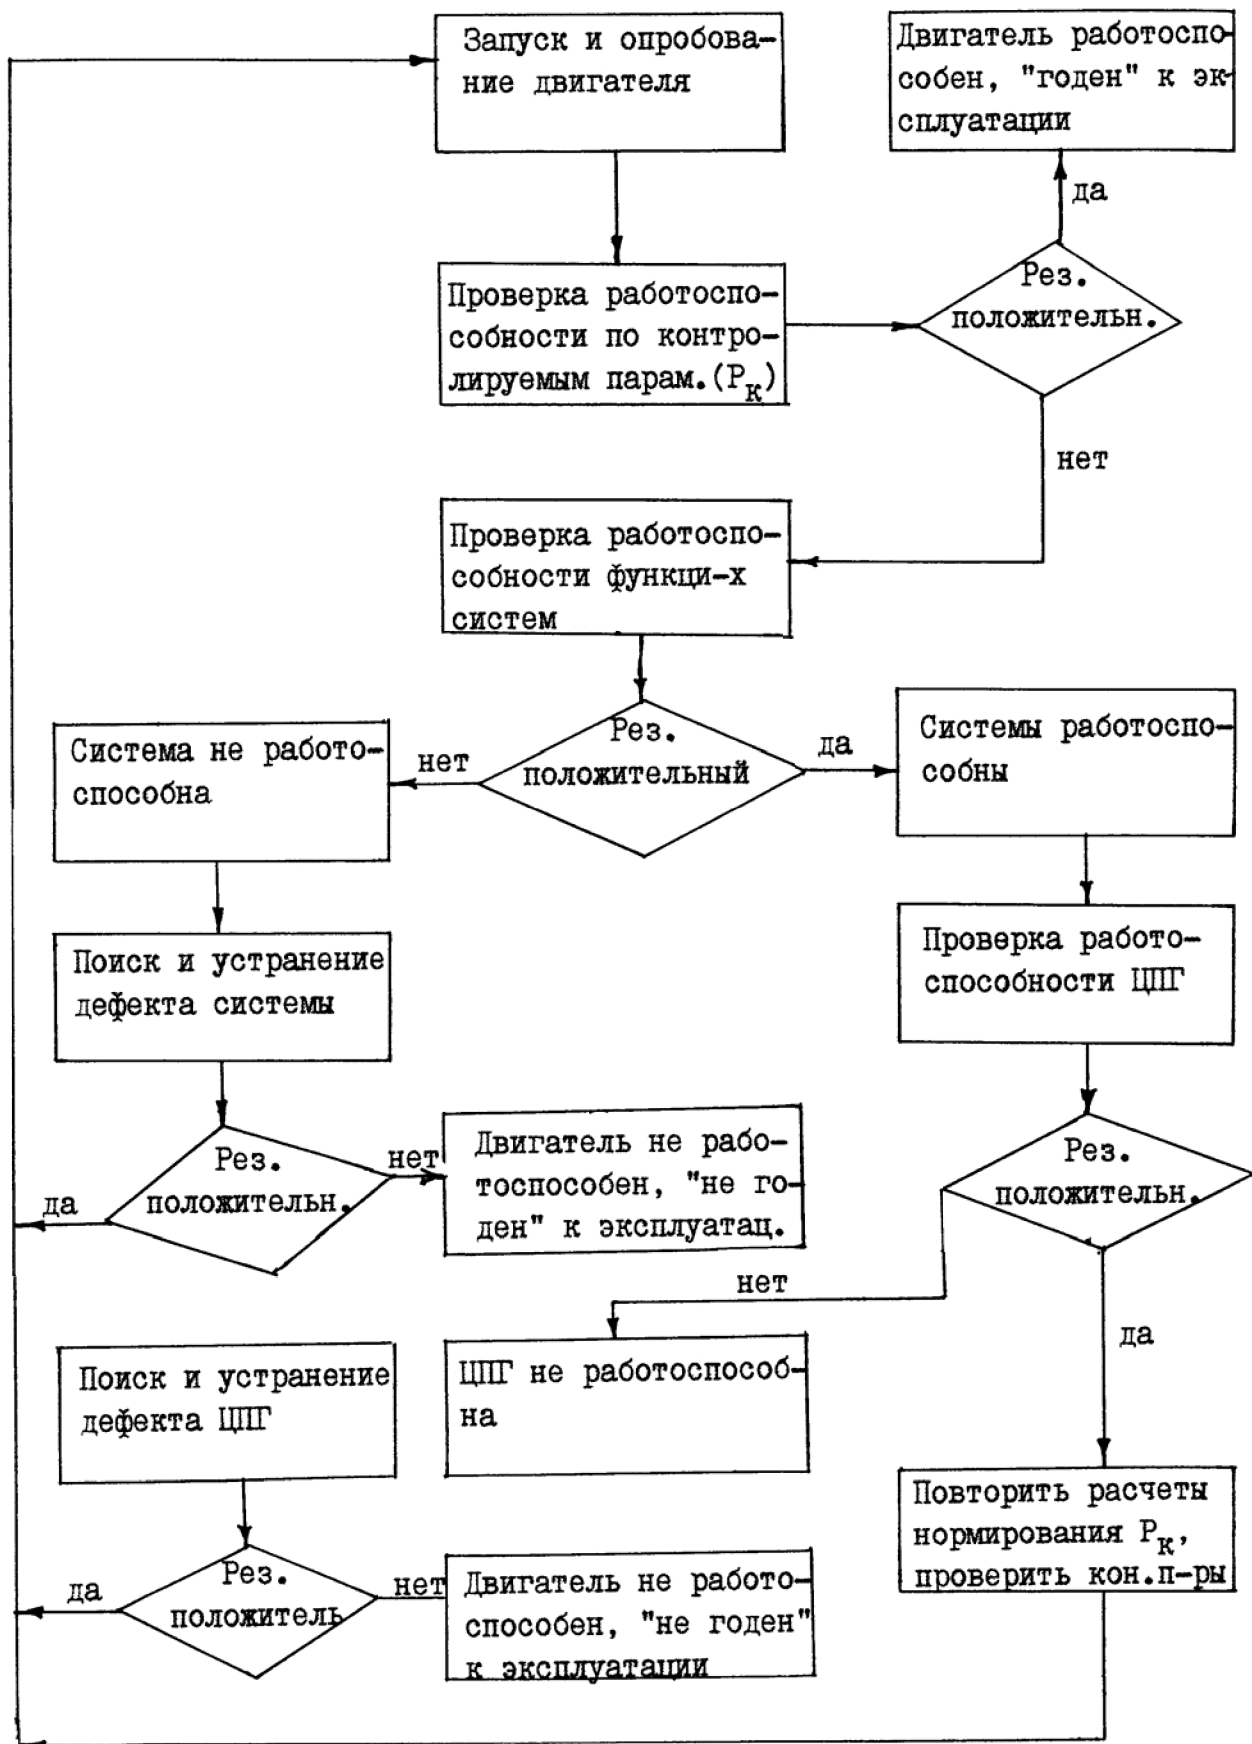 Запуск и опробова-
ние двигателя
Двигатель работоспо-
собен, "годен" к эк-
сплуатации
да
Рез.
положительн.
Проверка работоспо-
собности по контро-
лируемым парам.(Рк)
нет
Проверка работоспо-
собности функци-х
систем
Рез.
положительный
нет
да
Система не работо-
способна
Системы работоспо-
собны
Поиск и устранение
дефекта системы
Проверка работо-
способности ЦПГ
Рез.
положительн.
да
нет
Двигатель не рабо-
тоспособен, "не го-
ден" к эксплуатац.
Рез.
положительн.
нет
да
Поиск и устранение
дефекта ЦПГ
ЦПГ не работоспособ-
на
Повторить расчеты
нормирования Рк,
проверить кон.п-ры
Рез.
положитель
да
нет
Двигатель не работо-
способен, "не годен"
к эксплуатации